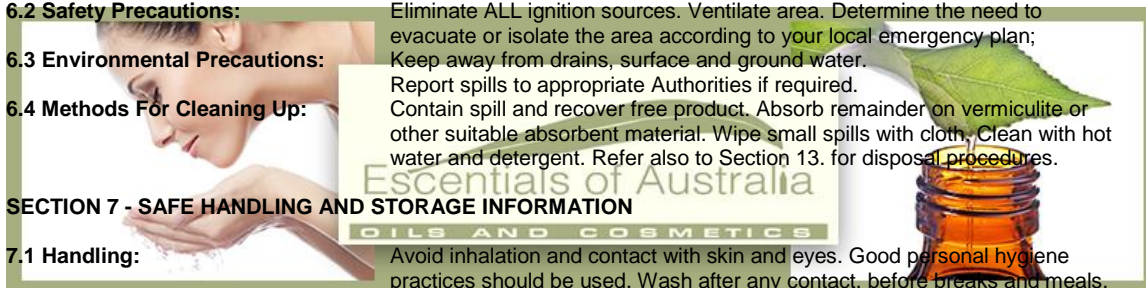 6.2 Safety Precautions: Eliminate ALL ignition sources. Ventilate area. Determine the need to
evacuate or isolate the area according to your local emergency plan;
6.3 Environmental Precautions: Keep away from drains, surface and ground water.
Report spills to appropriate Authorities if required.
6.4 Methods For Cleaning Up: Contain spill and recover free product. Absorb remainder on vermiculite or
other suitable absorbent material. Wipe small spills with cloth. Clean with hot
water and detergent. Refer also to Section 13. for disposal procedures.
Escentials of Australia
SECTION 7 - SAFE HANDLING AND STORAGE INFORMATION
OILS AND COSMETICS
7.1 Handling: Avoid inhalation and contact with skin and eyes. Good personal hygiene
practices should be used. Wash after any contact, before breaks and meals.